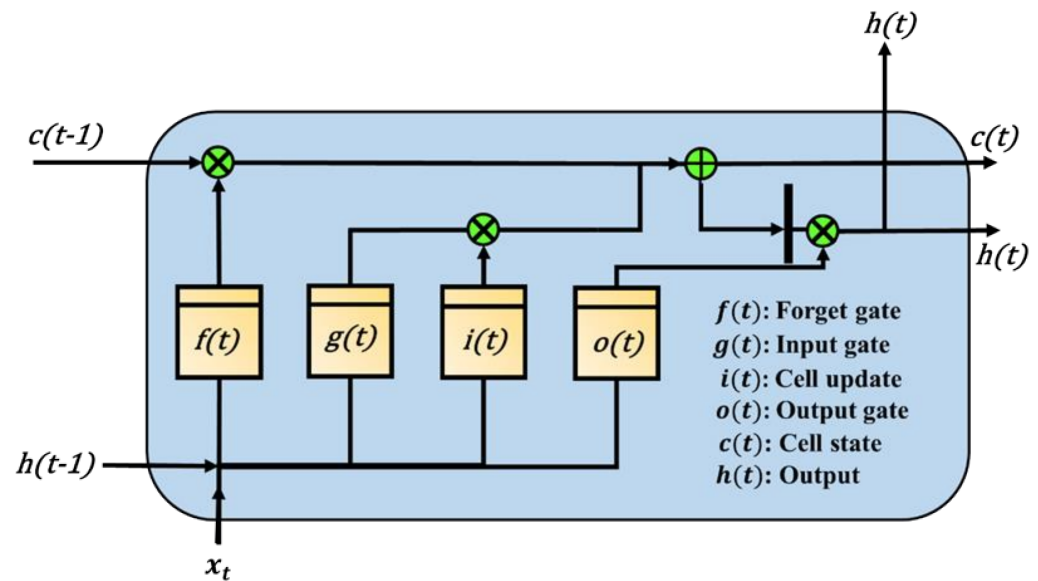 h(t)
c(t-1)
c(t)
h(t)
f(t)
g(t)
i(t)
o(t)
f(t): Forget gate
g(t): Input gate
i(t): Cell update
o(t): Output gate
c(t): Cell state
h(t): Output
h(t-1)
xₜ